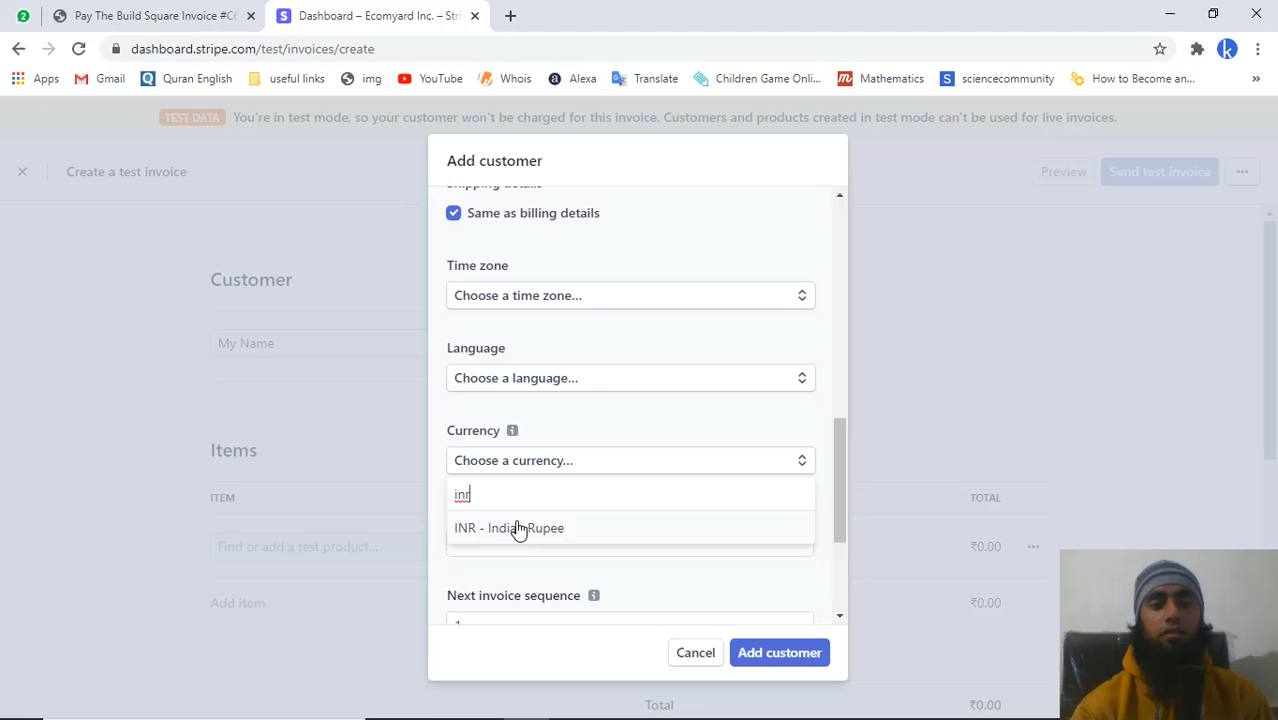 2
Pay The Build Square Invoice #C6
Dashboard – Ecomyard Inc. – Stri
dashboard.stripe.com/test/invoices/create
Apps
Gmail
Quran English
useful links
img
YouTube
Whois
Alexa
Translate
Children Game Onli...
Mathematics
sciencecommunity
How to Become an...
TEST DATA You're in test mode, so your customer won't be charged for this invoice. Customers and products created in test mode can't be used for live invoices.
Create a test invoice
Preview
Send test invoice
Customer
My Name
Items
ITEM
TOTAL
Find or add a test product...
₹0.00
Add item
₹0.00
Total
₹0.00
Add customer
Shipping details
Same as billing details
Time zone
Choose a time zone...
Language
Choose a language...
Currency
Choose a currency...
inr
INR - Indian Rupee
Next invoice sequence
1
Cancel
Add customer